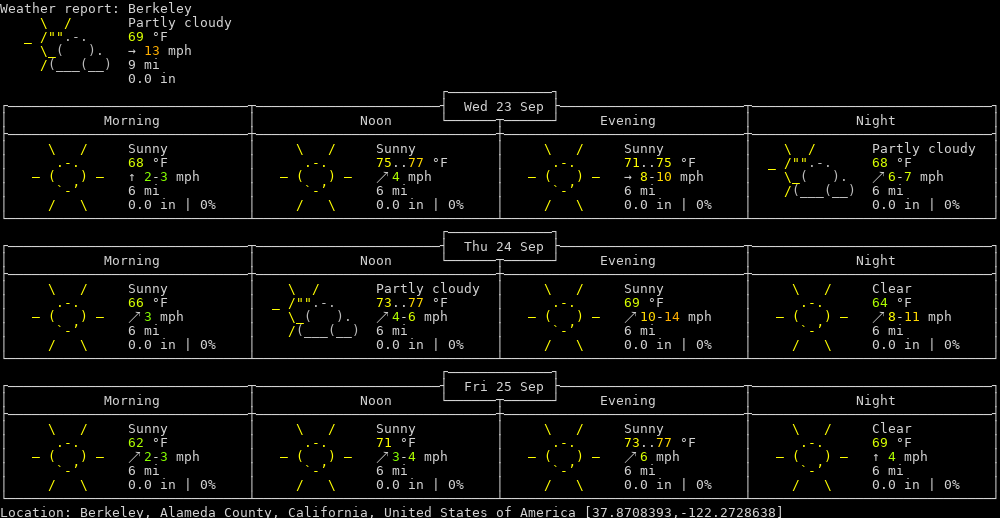 Weather report: Berkeley
Partly cloudy
69 °F
→ 13 mph
9 mi
0.0 in
Wed 23 Sep
Morning Noon Evening Night
Sunny Sunny Sunny Partly cloudy
68 °F 75..77 °F 71..75 °F 68 °F
↑ 2-3 mph ↗ 4 mph → 8-10 mph ↗ 6-7 mph
6 mi 6 mi 6 mi 6 mi
0.0 in | 0% 0.0 in | 0% 0.0 in | 0% 0.0 in | 0%
Thu 24 Sep
Morning Noon Evening Night
Sunny Partly cloudy Sunny Clear
66 °F 73..77 °F 69 °F 64 °F
↗ 3 mph ↗ 4-6 mph ↗ 10-14 mph ↗ 8-11 mph
6 mi 6 mi 6 mi 6 mi
0.0 in | 0% 0.0 in | 0% 0.0 in | 0% 0.0 in | 0%
Fri 25 Sep
Morning Noon Evening Night
Sunny Sunny Sunny Clear
62 °F 71 °F 73..77 °F 69 °F
↗ 2-3 mph ↗ 3-4 mph ↗ 6 mph ↑ 4 mph
6 mi 6 mi 6 mi 6 mi
0.0 in | 0% 0.0 in | 0% 0.0 in | 0% 0.0 in | 0%
Location: Berkeley, Alameda County, California, United States of America [37.8708393,-122.2728638]